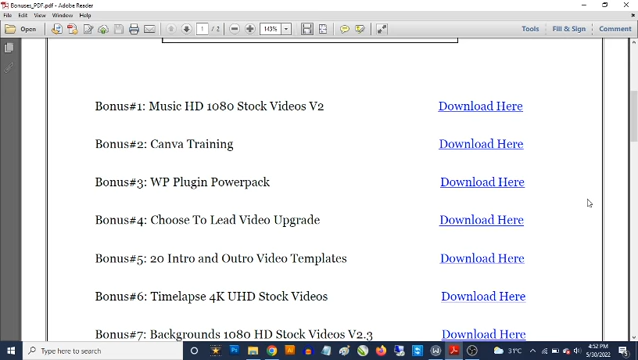 Bonuses_PDF.pdf - Adobe Reader
File Edit View Window Help
Open 1 / 2 143% Tools Fill & Sign Comment
Bonus#1: Music HD 1080 Stock Videos V2 Download Here
Bonus#2: Canva Training Download Here
Bonus#3: WP Plugin Powerpack Download Here
Bonus#4: Choose To Lead Video Upgrade Download Here
Bonus#5: 20 Intro and Outro Video Templates Download Here
Bonus#6: Timelapse 4K UHD Stock Videos Download Here
Bonus#7: Backgrounds 1080 HD Stock Videos V2.3 Download Here
Type here to search 31°C 4:52 PM
5/30/2022